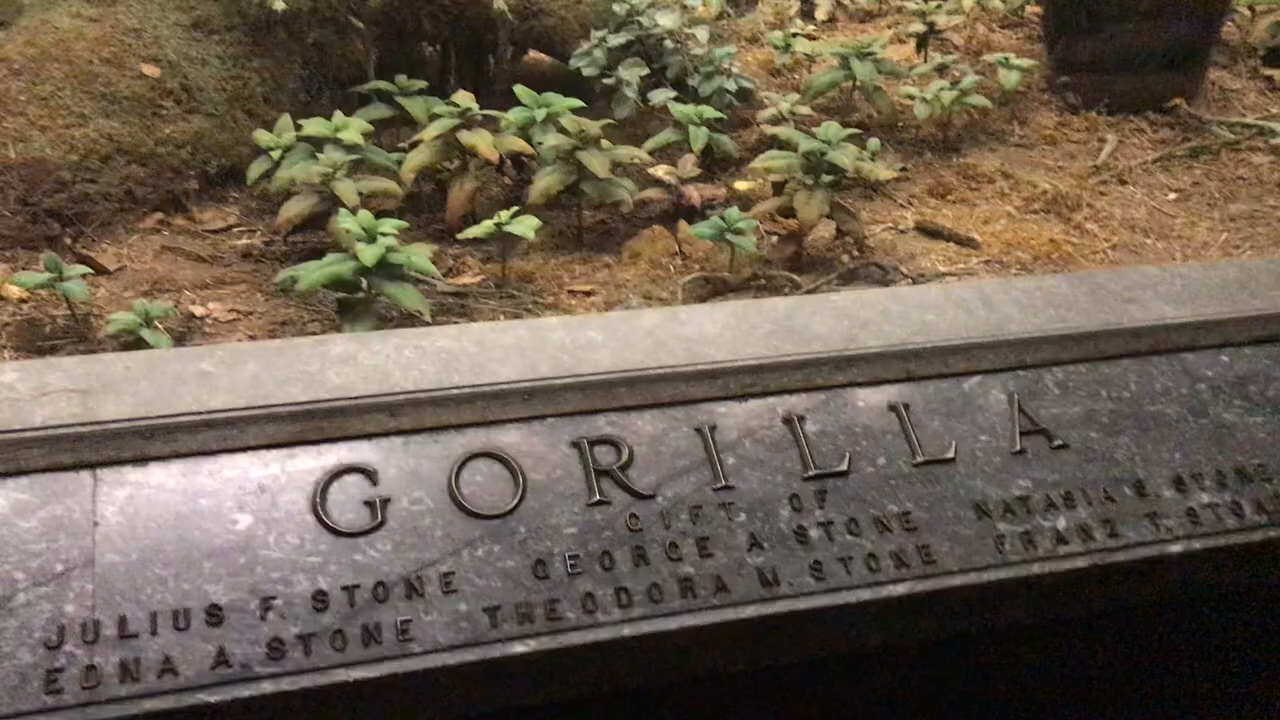 GORILLA
GIFT OF
JULIUS F. STONE GEORGE A STONE NATASIA S. STONE
EDNA A. STONE THEODORA M. STONE FRANZ T. STONE